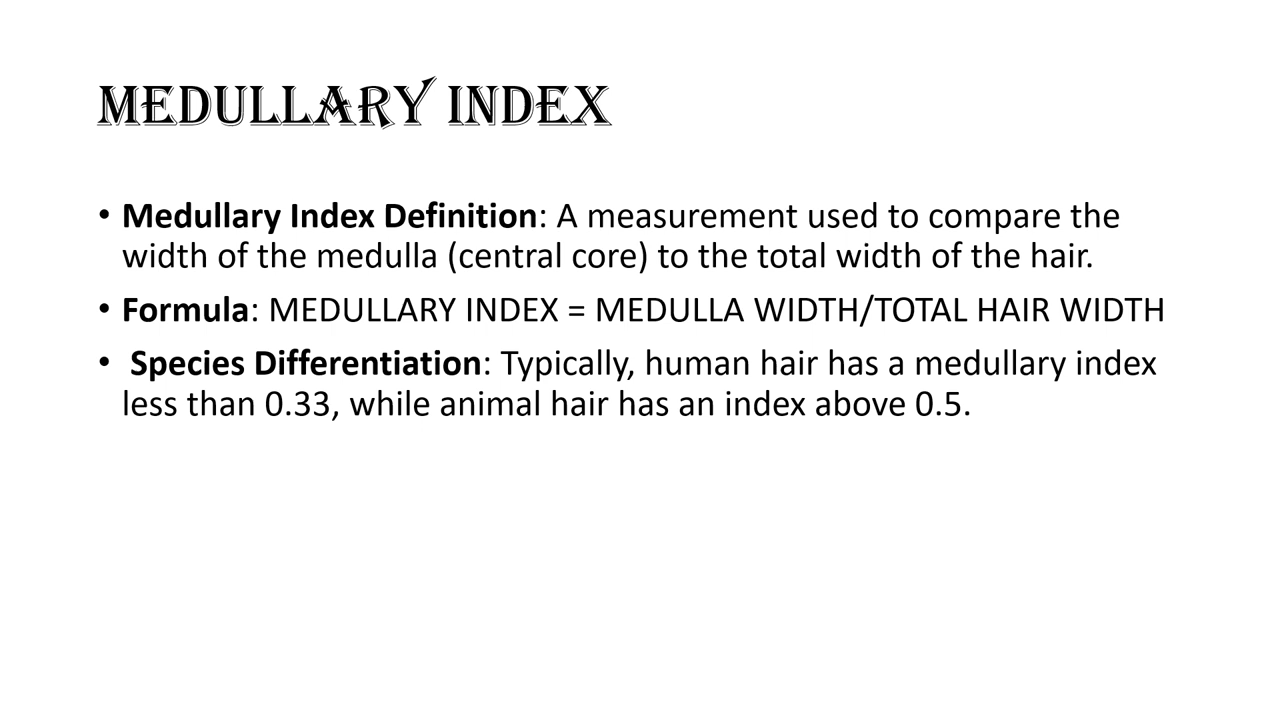 MEDULLARY INDEX
• Medullary Index Definition: A measurement used to compare the
width of the medulla (central core) to the total width of the hair.
• Formula: MEDULLARY INDEX = MEDULLA WIDTH/TOTAL HAIR WIDTH
• Species Differentiation: Typically, human hair has a medullary index
less than 0.33, while animal hair has an index above 0.5.